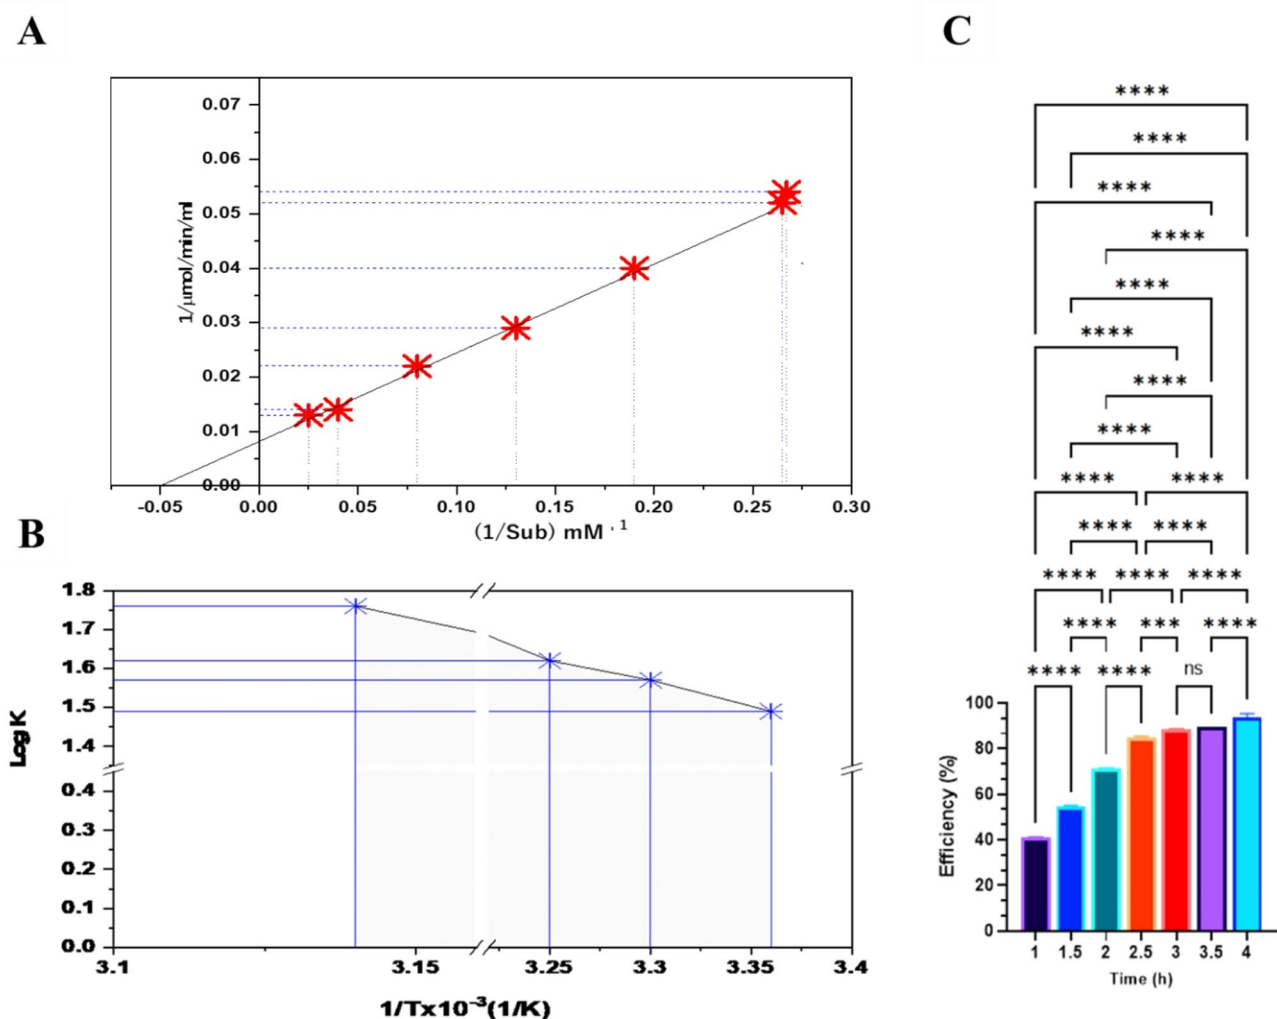 A
C
0.07
0.06
0.05
0.04
0.03
0.02
0.01
0.00
1/μmol/min/ml
-0.05 0.00 0.05 0.10 0.15 0.20 0.25 0.30
(1/Sub) mM -1
B
1.8
1.7
1.6
1.5
1.4
0.4
0.3
0.2
0.1
0.0
Log K
3.1 3.15 3.25 3.3 3.35 3.4
1/Tx10⁻³(1/K)
****
****
****
****
****
****
****
****
**** ****
**** ****
**** **** ****
**** *** ****
**** **** ns
100
80
60
40
20
0
Efficiency (%)
1 1.5 2 2.5 3 3.5 4
Time (h)